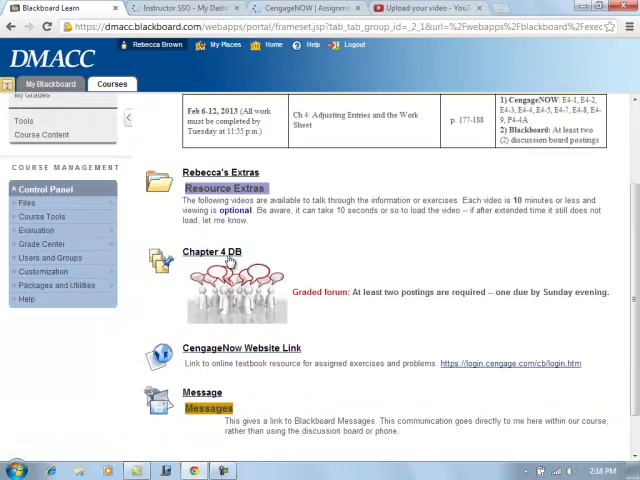 Blackboard Learn
Instructor SSO - My Dash
CengageNOW | Assignme
Upload your video - YouT
https://dmacc.blackboard.com/webapps/portal/frameset.jsp?tab_tab_group_id=_2_1&url=%2Fwebapps%2Fblackboard%2Fexec
DMACC
Rebecca Brown
My Places
Home
Help
Logout
My Blackboard
Courses
My Grades
Tools
Course Content
COURSE MANAGEMENT
Control Panel
Files
Course Tools
Evaluation
Grade Center
Users and Groups
Customization
Packages and Utilities
Help
Feb 6-12, 2013 (All work
must be completed by
Tuesday at 11:55 p.m.)
Ch 4: Adjusting Entries and the Work
Sheet
p. 177-188
1) CengageNOW: E4-1, E4-2,
E4-3, E4-4, E4-5, E4-7, E4-8, E4-
9, P4-4A
2) Blackboard: At least two
(2) discussion board postings
Rebecca's Extras
Resource Extras
The following videos are available to talk through the information or exercises. Each video is 10 minutes or less and
viewing is optional. Be aware, it can take 10 seconds or so to load the video -- if after extended time it still does
not load, let me know.
Chapter 4 DB
Graded forum: At least two postings are required -- one due by Sunday evening.
CengageNow Website Link
Link to online textbook resource for assigned exercises and problems. https://login.cengage.com/cb/login.htm
Message
Messages
This gives a link to Blackboard Messages. This communication goes directly to me here within our course,
rather than using the discussion board or phone.
2:18 PM